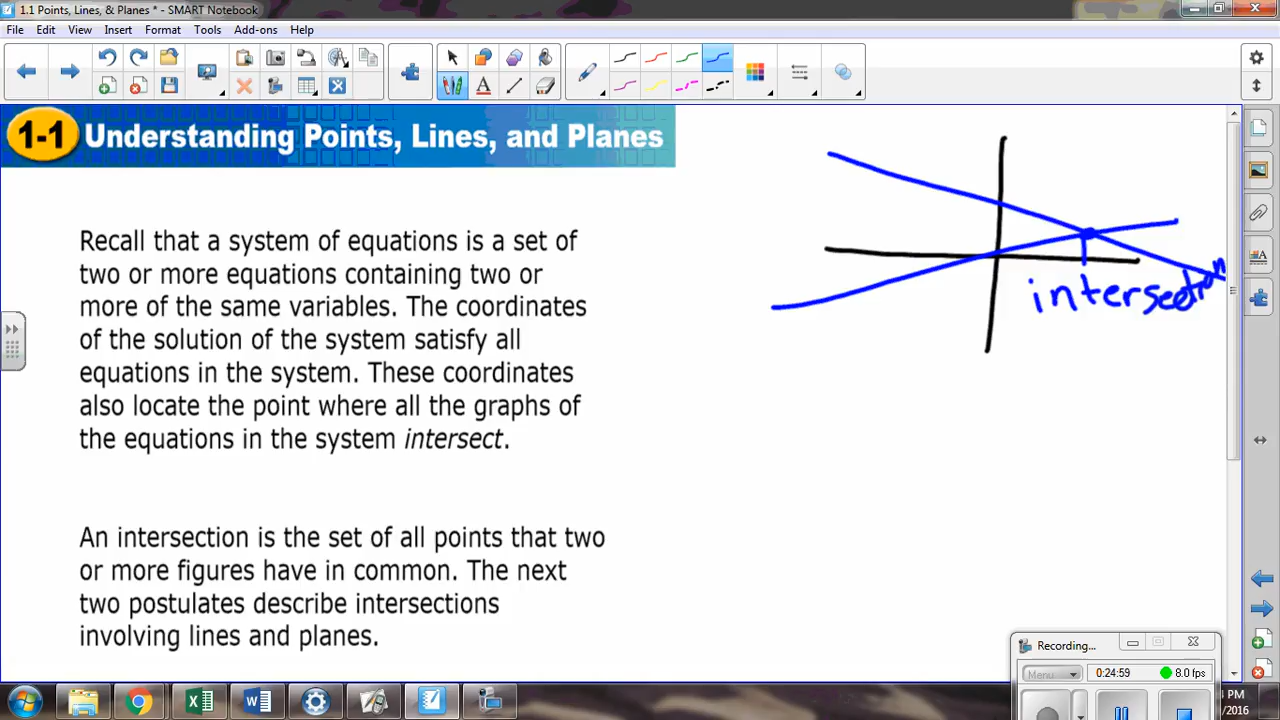 1.1 Points, Lines, & Planes * - SMART Notebook
File Edit View Insert Format Tools Add-ons Help
1-1 Understanding Points, Lines, and Planes
Recall that a system of equations is a set of
two or more equations containing two or
more of the same variables. The coordinates
of the solution of the system satisfy all
equations in the system. These coordinates
also locate the point where all the graphs of
the equations in the system intersect.
intersection
An intersection is the set of all points that two
or more figures have in common. The next
two postulates describe intersections
involving lines and planes.
Recording...
Menu 0:24:59 8.0 fps
PM
/2016